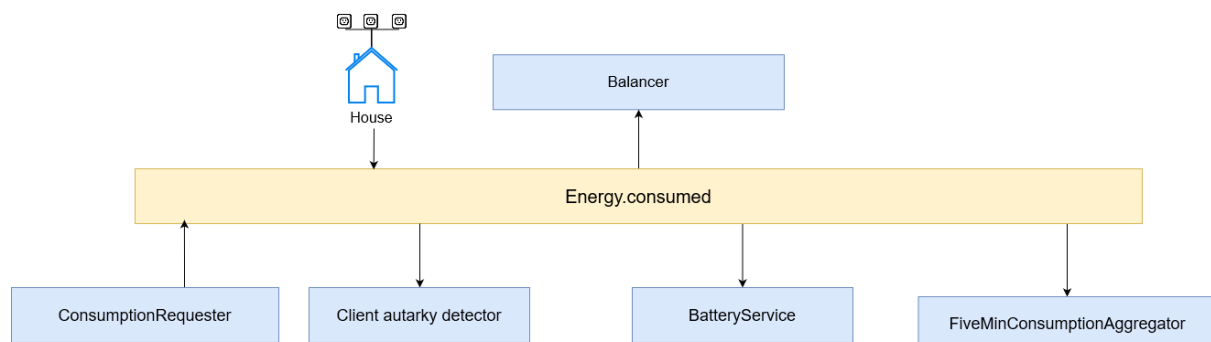 House
Balancer
Energy.consumed
ConsumptionRequester
Client autarky detector
BatteryService
FiveMinConsumptionAggregator